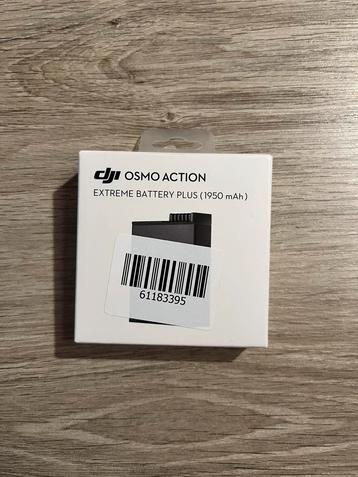 dji OSMO ACTION
EXTREME BATTERY PLUS (1950 mAh)
61183395